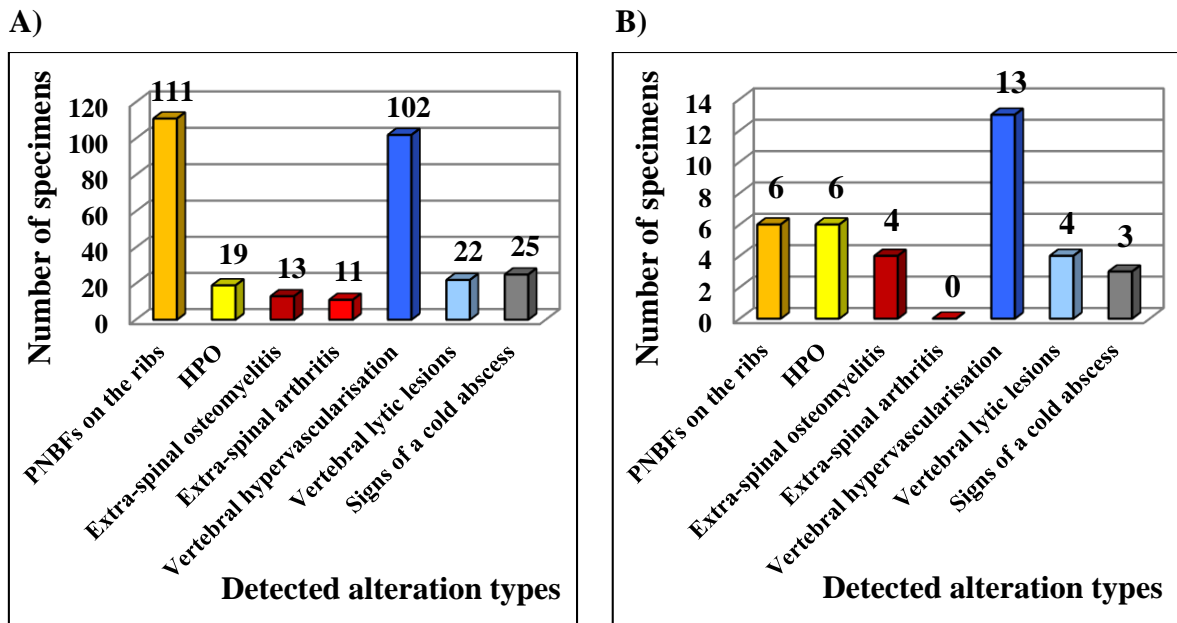 A)
Number of specimens
120
100
80
60
40
20
0
111
19
13
11
102
22
25
PNBFs on the ribs
HPO
Extra-spinal osteomyelitis
Extra-spinal arthritis
Vertebral hypervascularisation
Vertebral lytic lesions
Signs of a cold abscess
Detected alteration types
B)
Number of specimens
14
12
10
8
6
4
2
0
6
6
4
0
13
4
3
PNBFs on the ribs
HPO
Extra-spinal osteomyelitis
Extra-spinal arthritis
Vertebral hypervascularisation
Vertebral lytic lesions
Signs of a cold abscess
Detected alteration types